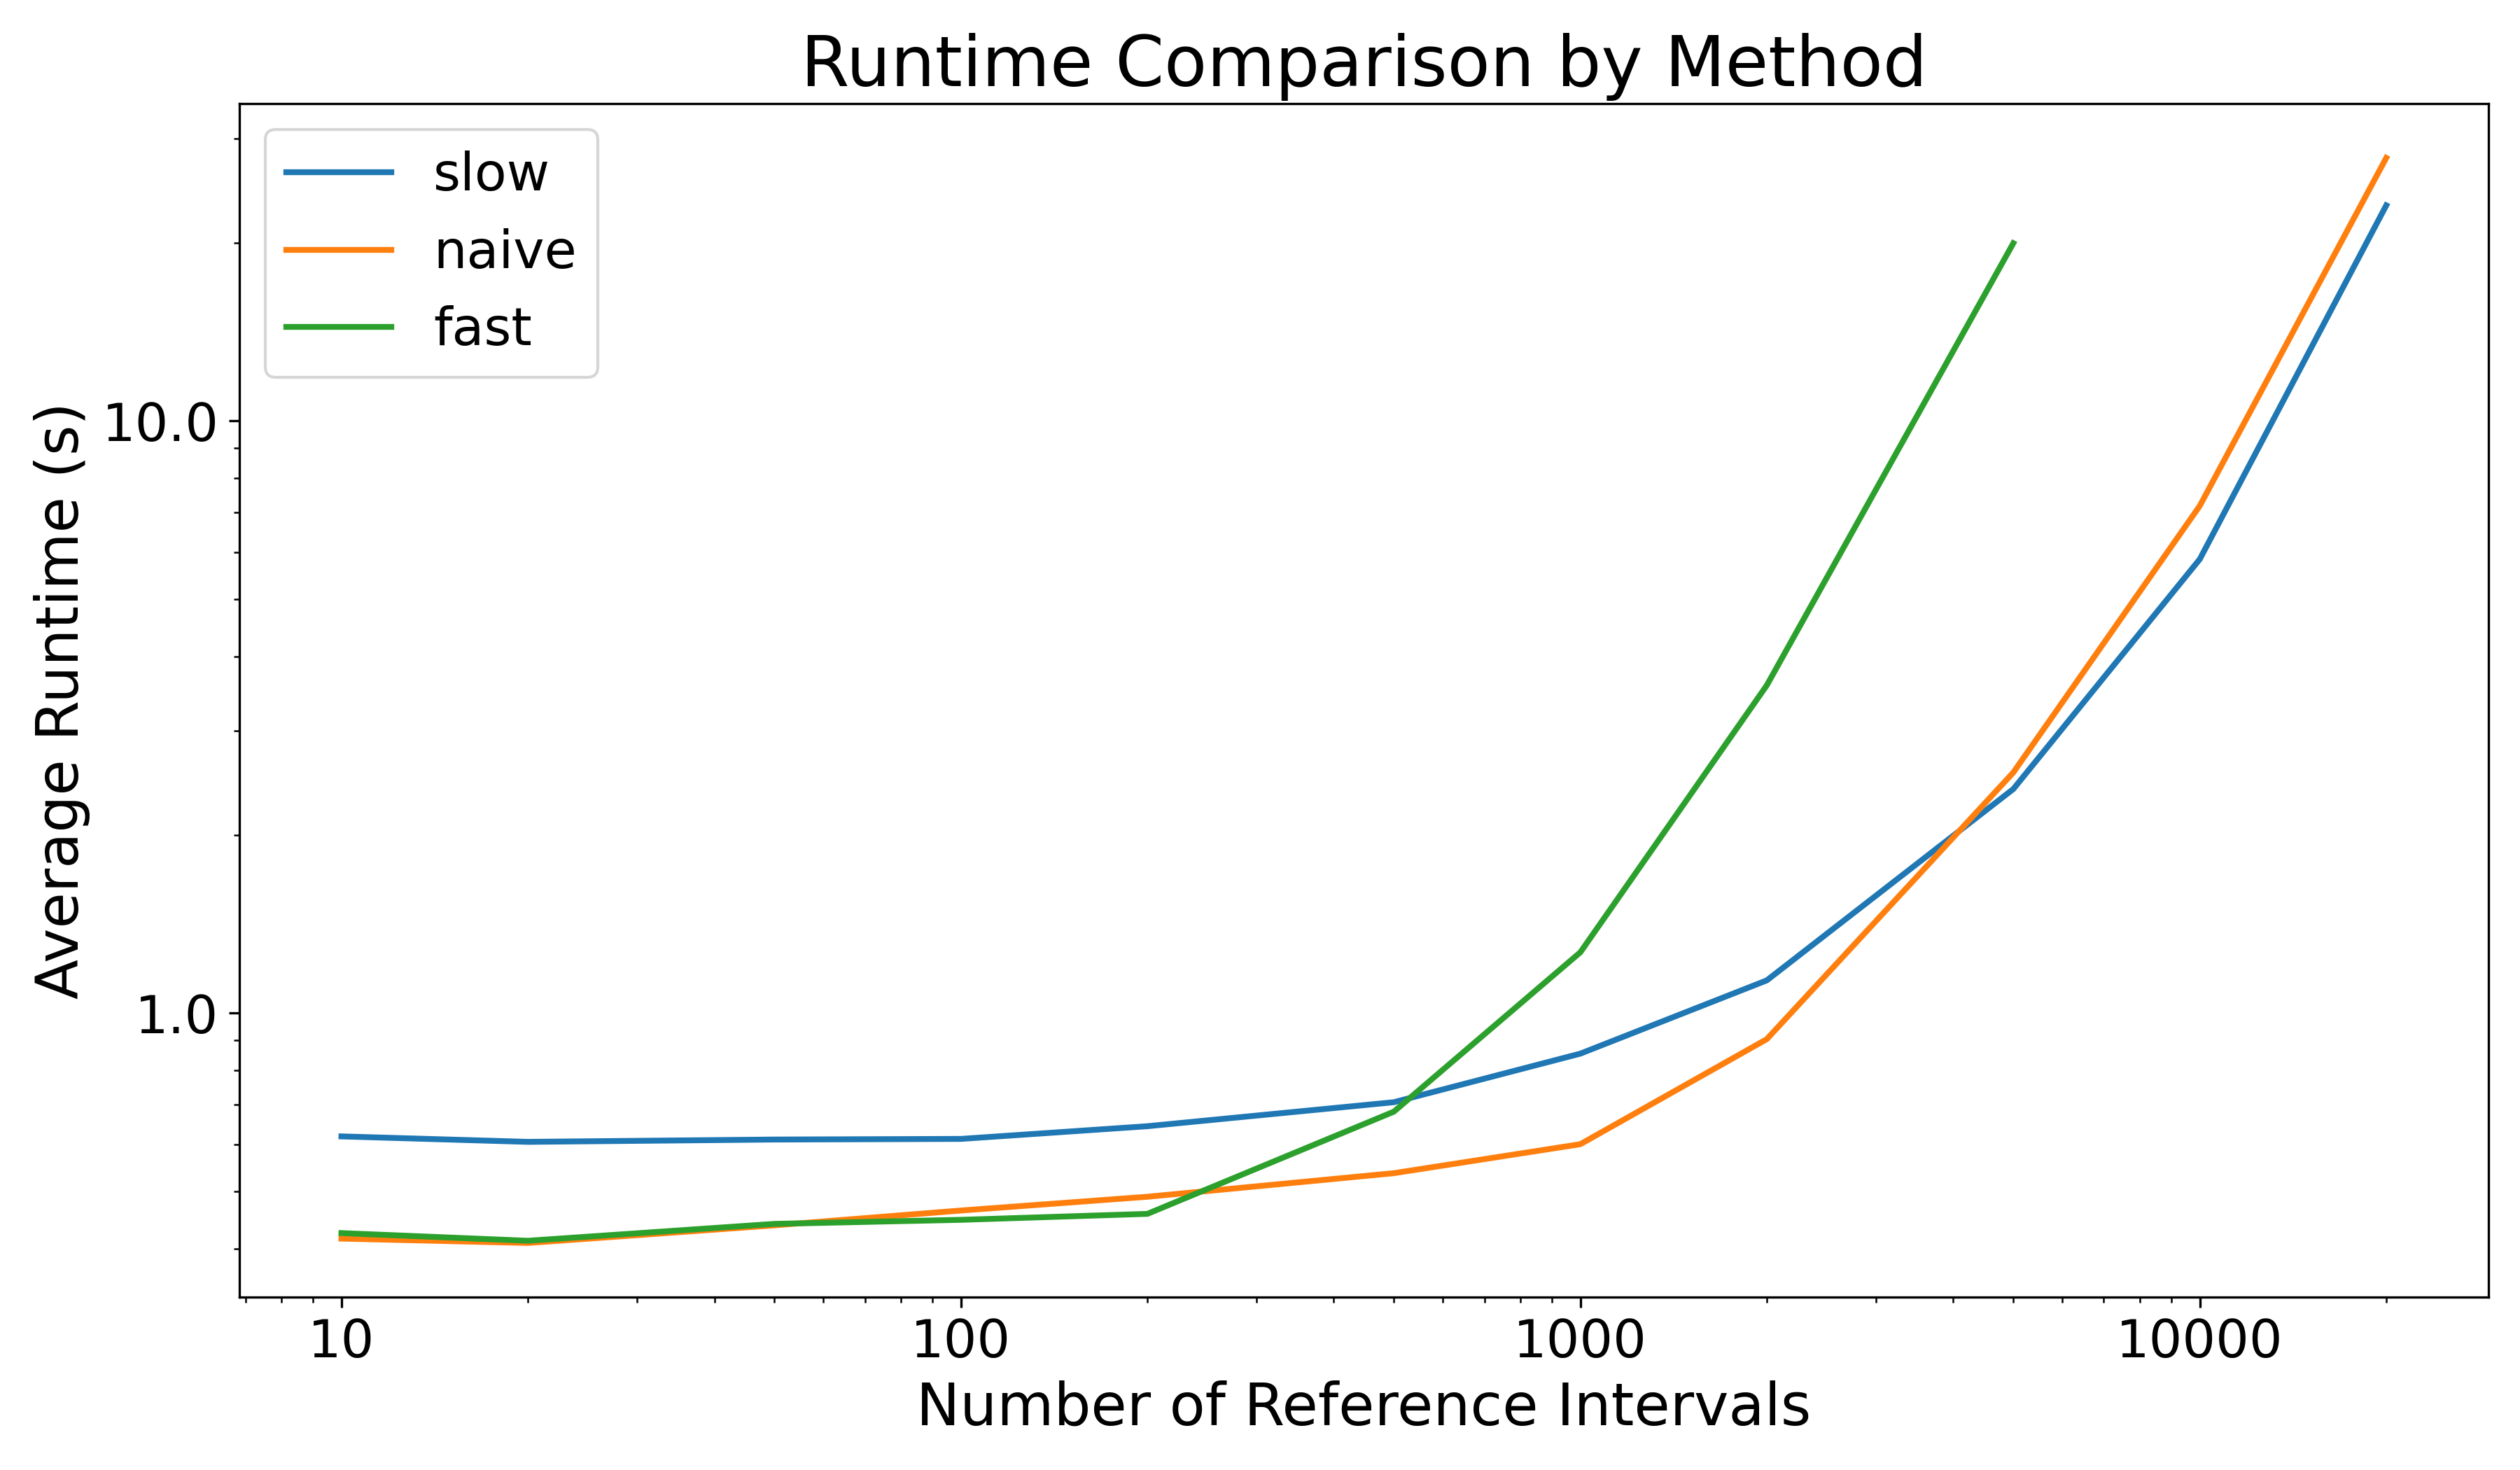 Runtime Comparison by Method
slow
naive
fast
Average Runtime (s)
10.0
1.0
10
100
1000
10000
Number of Reference Intervals